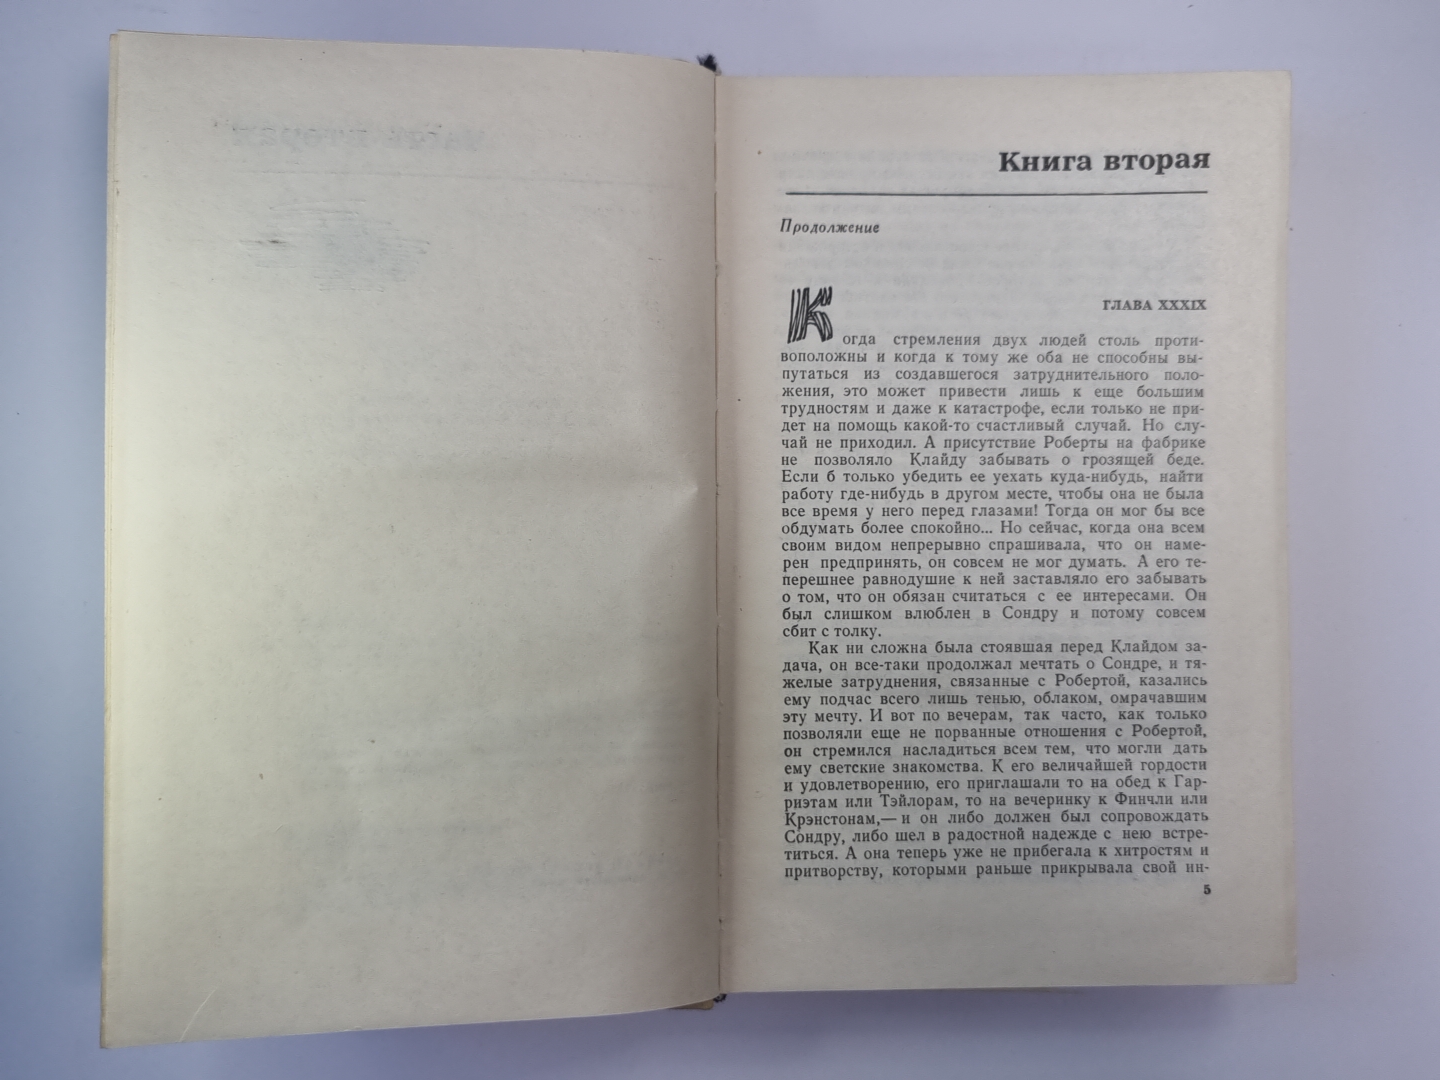 Книга вторая
Продолжение
ГЛАВА XXXIX
Когда стремления двух людей столь проти-
воположны и когда к тому же оба не способны вы-
путаться из создавшегося затруднительного поло-
жения, это может привести лишь к еще большим
трудностям и даже к катастрофе, если только не при-
дет на помощь какой-то счастливый случай. Но слу-
чай не приходил. А присутствие Роберты на фабрике
не позволяло Клайду забывать о грозящей беде.
Если б только убедить ее уехать куда-нибудь, найти
работу где-нибудь в другом месте, чтобы она не была
все время у него перед глазами! Тогда он мог бы все
обдумать более спокойно... Но сейчас, когда она всем
своим видом непрерывно спрашивала, что он наме-
рен предпринять, он совсем не мог думать. А его те-
перешнее равнодушие к ней заставляло его забывать
о том, что он обязан считаться с ее интересами. Он
был слишком влюблен в Сондру и потому совсем
сбит с толку.
Как ни сложна была стоявшая перед Клайдом за-
дача, он все-таки продолжал мечтать о Сондре, и тя-
желые затруднения, связанные с Робертой, казались
ему подчас всего лишь тенью, облаком, омрачавшим
эту мечту. И вот по вечерам, так часто, как только
позволяли еще не порванные отношения с Робертой,
он стремился насладиться всем тем, что могли дать
ему светские знакомства. К его величайшей гордости
и удовлетворению, его приглашали то на обед к Гар-
риэтам или Тэйлорам, то на вечеринку к Финчли или
Крэнстонам,— и он либо должен был сопровождать
Сондру, либо шел в радостной надежде с нею встре-
титься. А она теперь уже не прибегала к хитростям и
притворству, которыми раньше прикрывала свой ин-
5